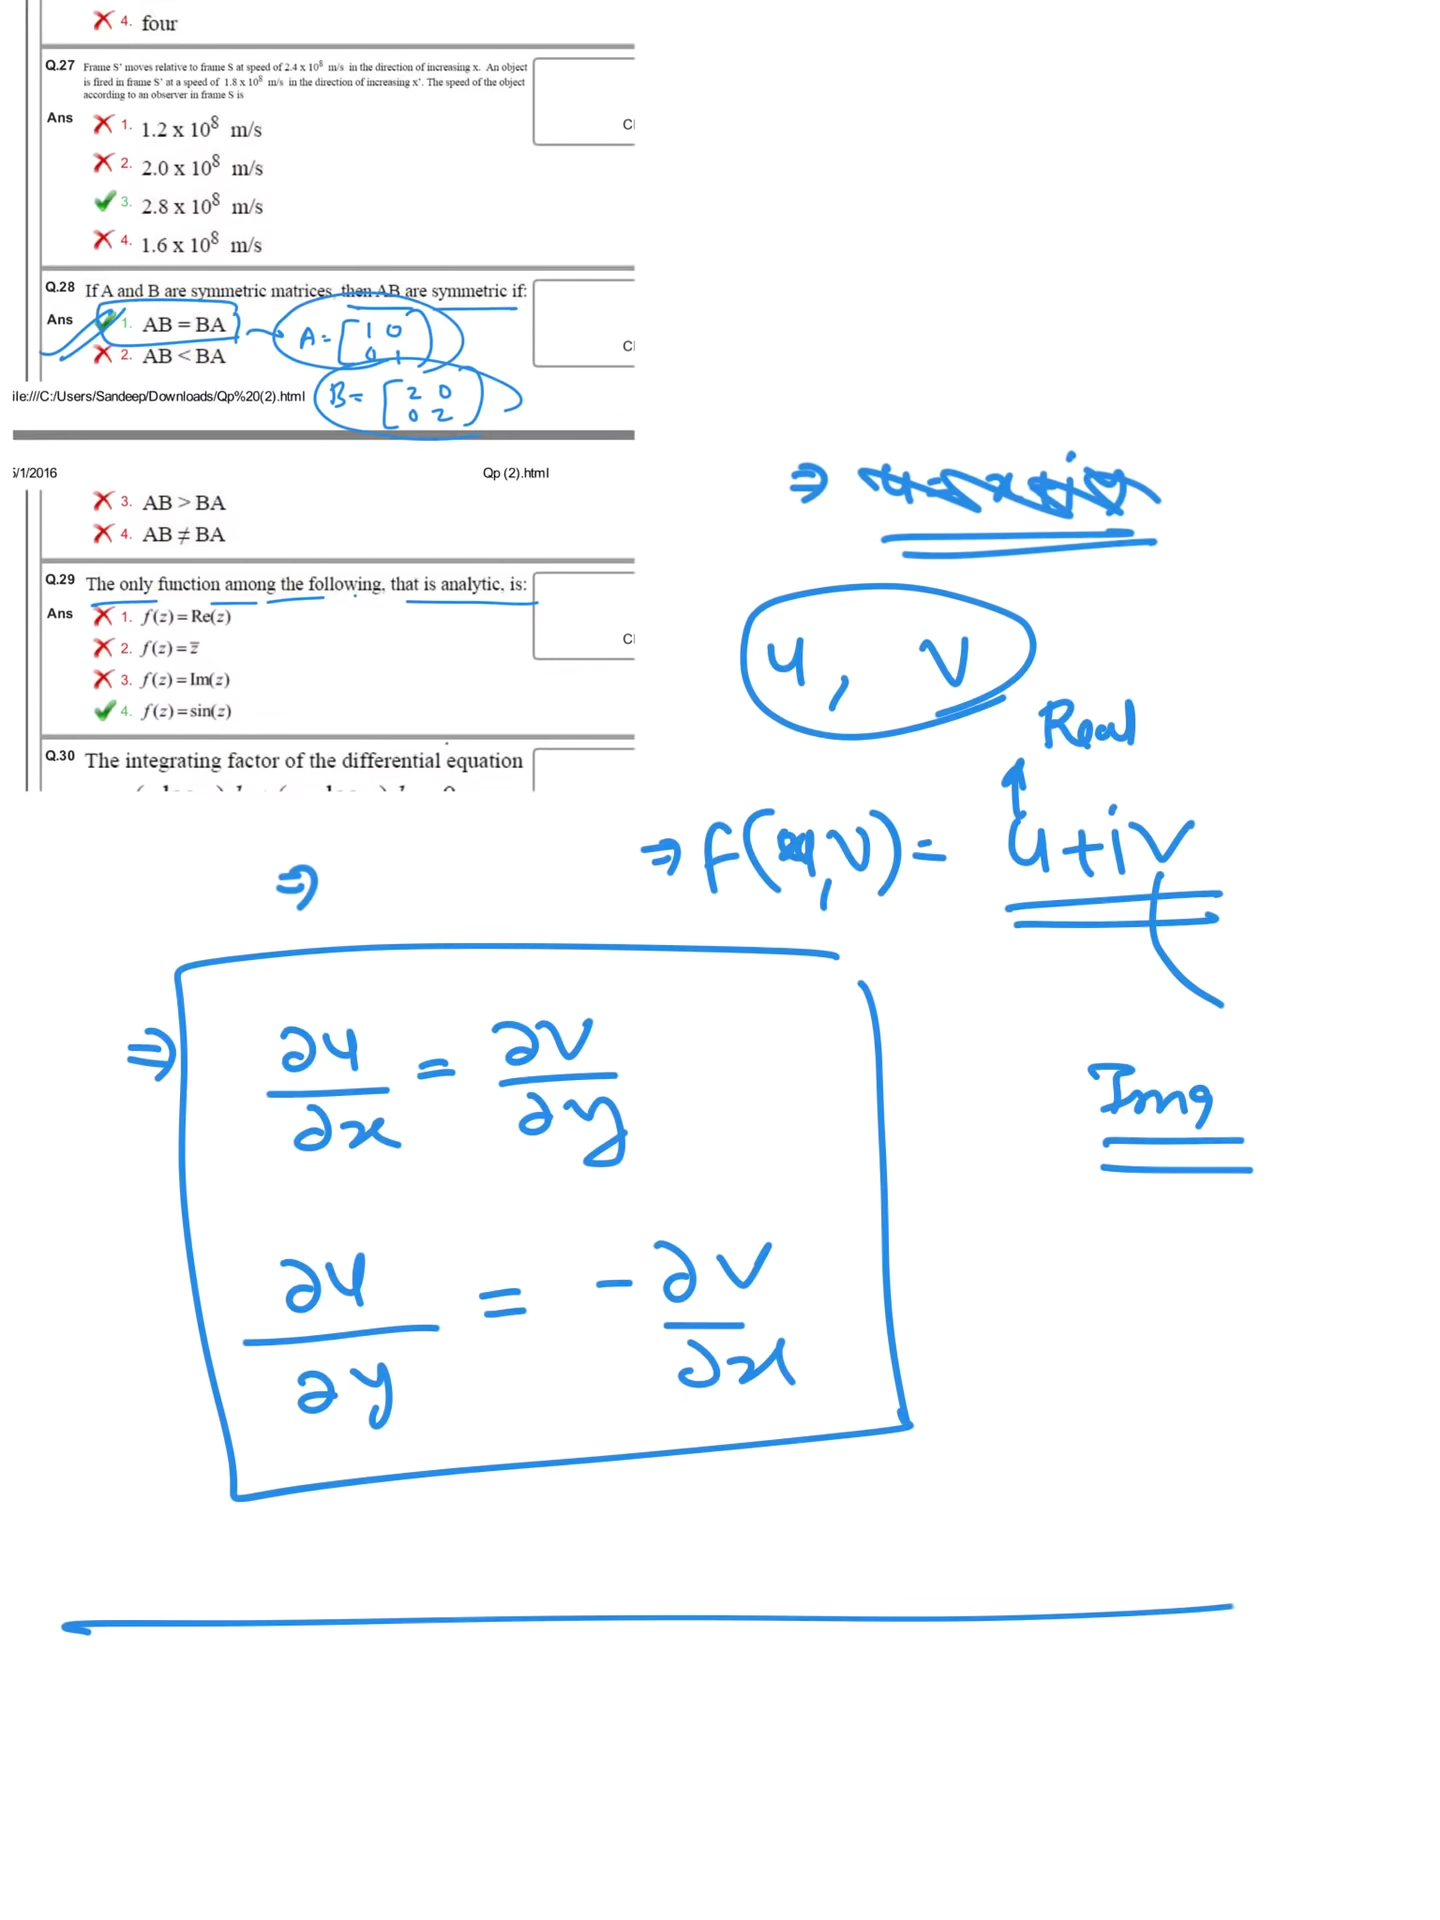 4. four
Q.27 Frame S' moves relative to frame S at speed of 2.4 x 10⁸ m/s in the direction of increasing x. An object
is fired in frame S' at a speed of 1.8 x 10⁸ m/s in the direction of increasing x'. The speed of the object
according to an observer in frame S is
Ans 1. 1.2 x 10⁸ m/s
2. 2.0 x 10⁸ m/s
3. 2.8 x 10⁸ m/s
4. 1.6 x 10⁸ m/s
Q.28 If A and B are symmetric matrices, then AB are symmetric if:
Ans 1. AB = BA
A = [1 0
0 1]
2. AB < BA
ile:///C:/Users/Sandeep/Downloads/Qp%20(2).html
B = [2 0
0 2]
/1/2016 Qp (2).html
3. AB > BA
4. AB ≠ BA
Q.29 The only function among the following, that is analytic, is:
Ans 1. f(z)=Re(z)
2. f(z)=z̅
3. f(z)=Im(z)
4. f(z)=sin(z)
Q.30 The integrating factor of the differential equation
⇒
u, v
Real
⇒ f(u,v) = u+iv
⇒
⇒ ∂u/∂x = ∂v/∂y
Img
∂u/∂y = -∂v/∂x